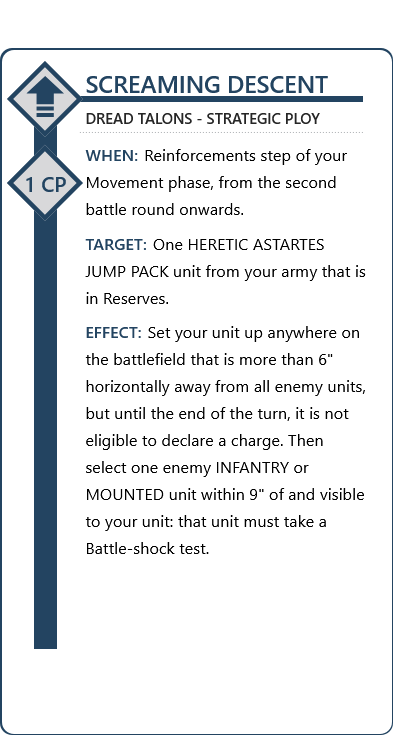 SCREAMING DESCENT
DREAD TALONS - STRATEGIC PLOY
WHEN: Reinforcements step of your
1 CP
Movement phase, from the second
battle round onwards.
TARGET: One HERETIC ASTARTES
JUMP PACK unit from your army that is
in Reserves.
EFFECT: Set your unit up anywhere on
the battlefield that is more than 6"
horizontally away from all enemy units,
but until the end of the turn, it is not
eligible to declare a charge. Then
select one enemy INFANTRY or
MOUNTED unit within 9" of and visible
to your unit: that unit must take a
Battle-shock test.